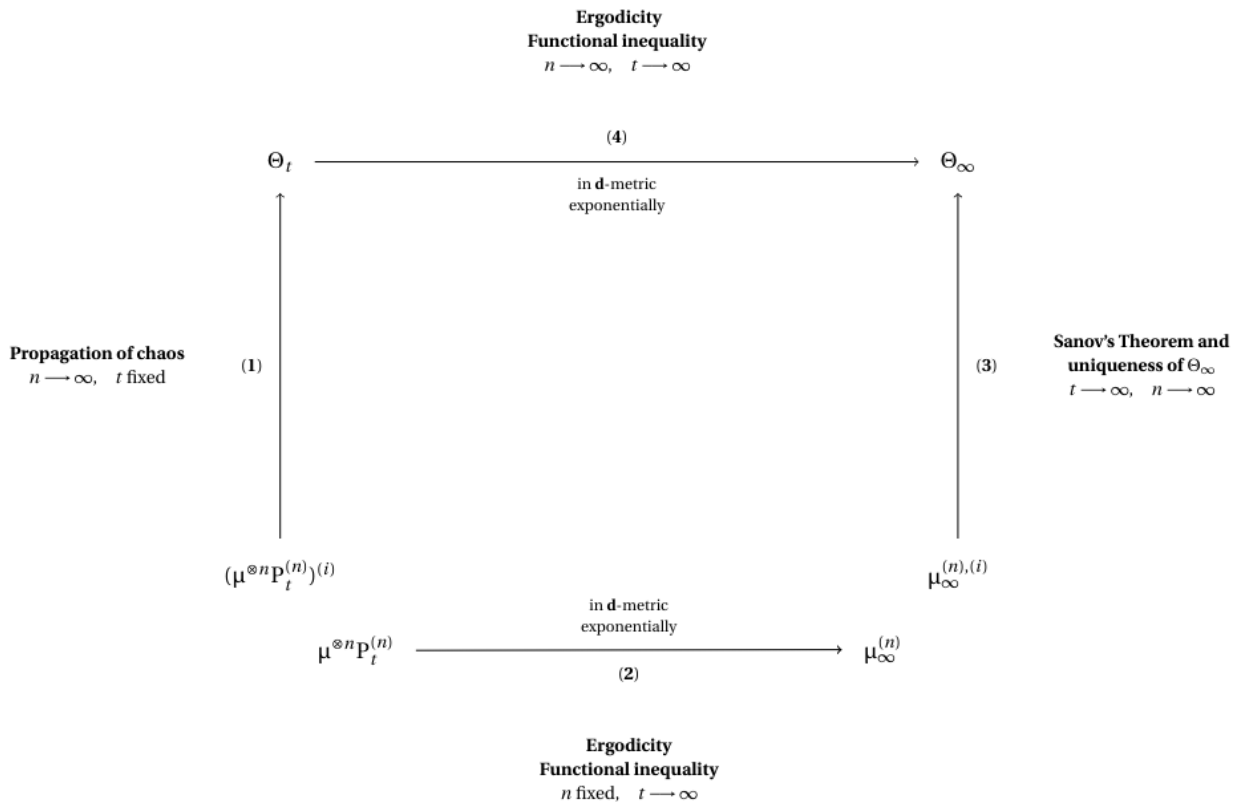 Ergodicity
Functional inequality
n ⟶ ∞, t ⟶ ∞
(4)
Θ_t
Θ_∞
in d-metric
exponentially
Propagation of chaos
n ⟶ ∞, t fixed
(1)
(3)
Sanov's Theorem and
uniqueness of Θ_∞
t ⟶ ∞, n ⟶ ∞
(μ^{⊗n}P_t^{(n)})^{(i)}
μ_∞^{(n),(i)}
in d-metric
exponentially
μ^{⊗n}P_t^{(n)}
μ_∞^{(n)}
(2)
Ergodicity
Functional inequality
n fixed, t ⟶ ∞